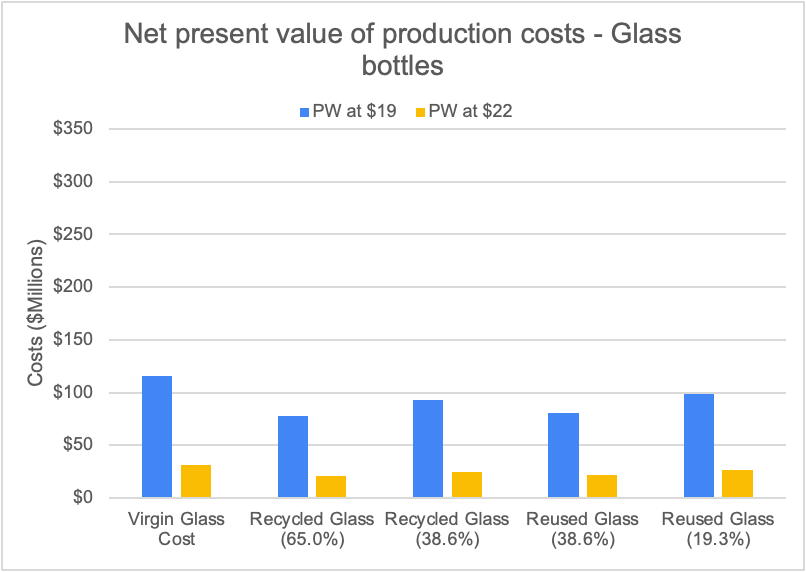 Net present value of production costs - Glass
bottles
PW at $19 PW at $22
Costs ($Millions)
$350
$300
$250
$200
$150
$100
$50
$0
Virgin Glass Recycled Glass Recycled Glass Reused Glass Reused Glass
Cost (65.0%) (38.6%) (38.6%) (19.3%)